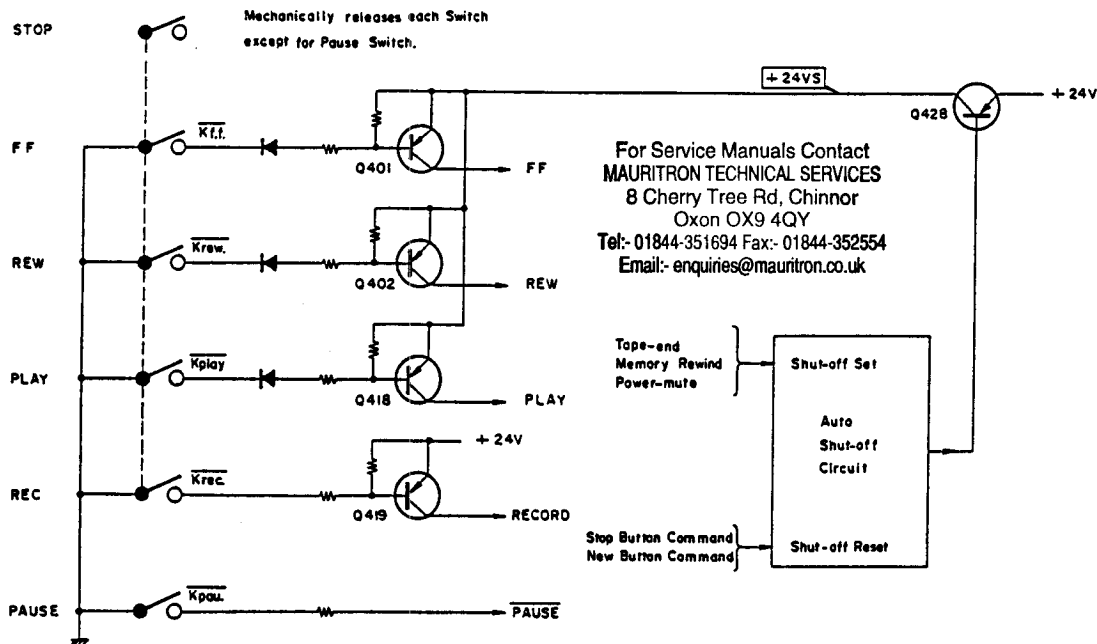 STOP
Mechanically releases each Switch
except for Pause Switch.
+24VS
+ 24V
Q428
FF
Kf.f.
Q401
FF
For Service Manuals Contact
MAURITRON TECHNICAL SERVICES
8 Cherry Tree Rd, Chinnor
Oxon OX9 4QY
Tel:- 01844-351694 Fax:- 01844-352554
Email:- enquiries@mauritron.co.uk
REW
Krew.
Q402
REW
PLAY
Kplay
Q418
PLAY
Tape-end
Memory Rewind
Power-mute
Shut-off Set
Auto
Shut-off
Circuit
+ 24V
REC
Krec.
Q419
RECORD
Stop Button Command
New Button Command
Shut-off Reset
PAUSE
Kpau.
PAUSE